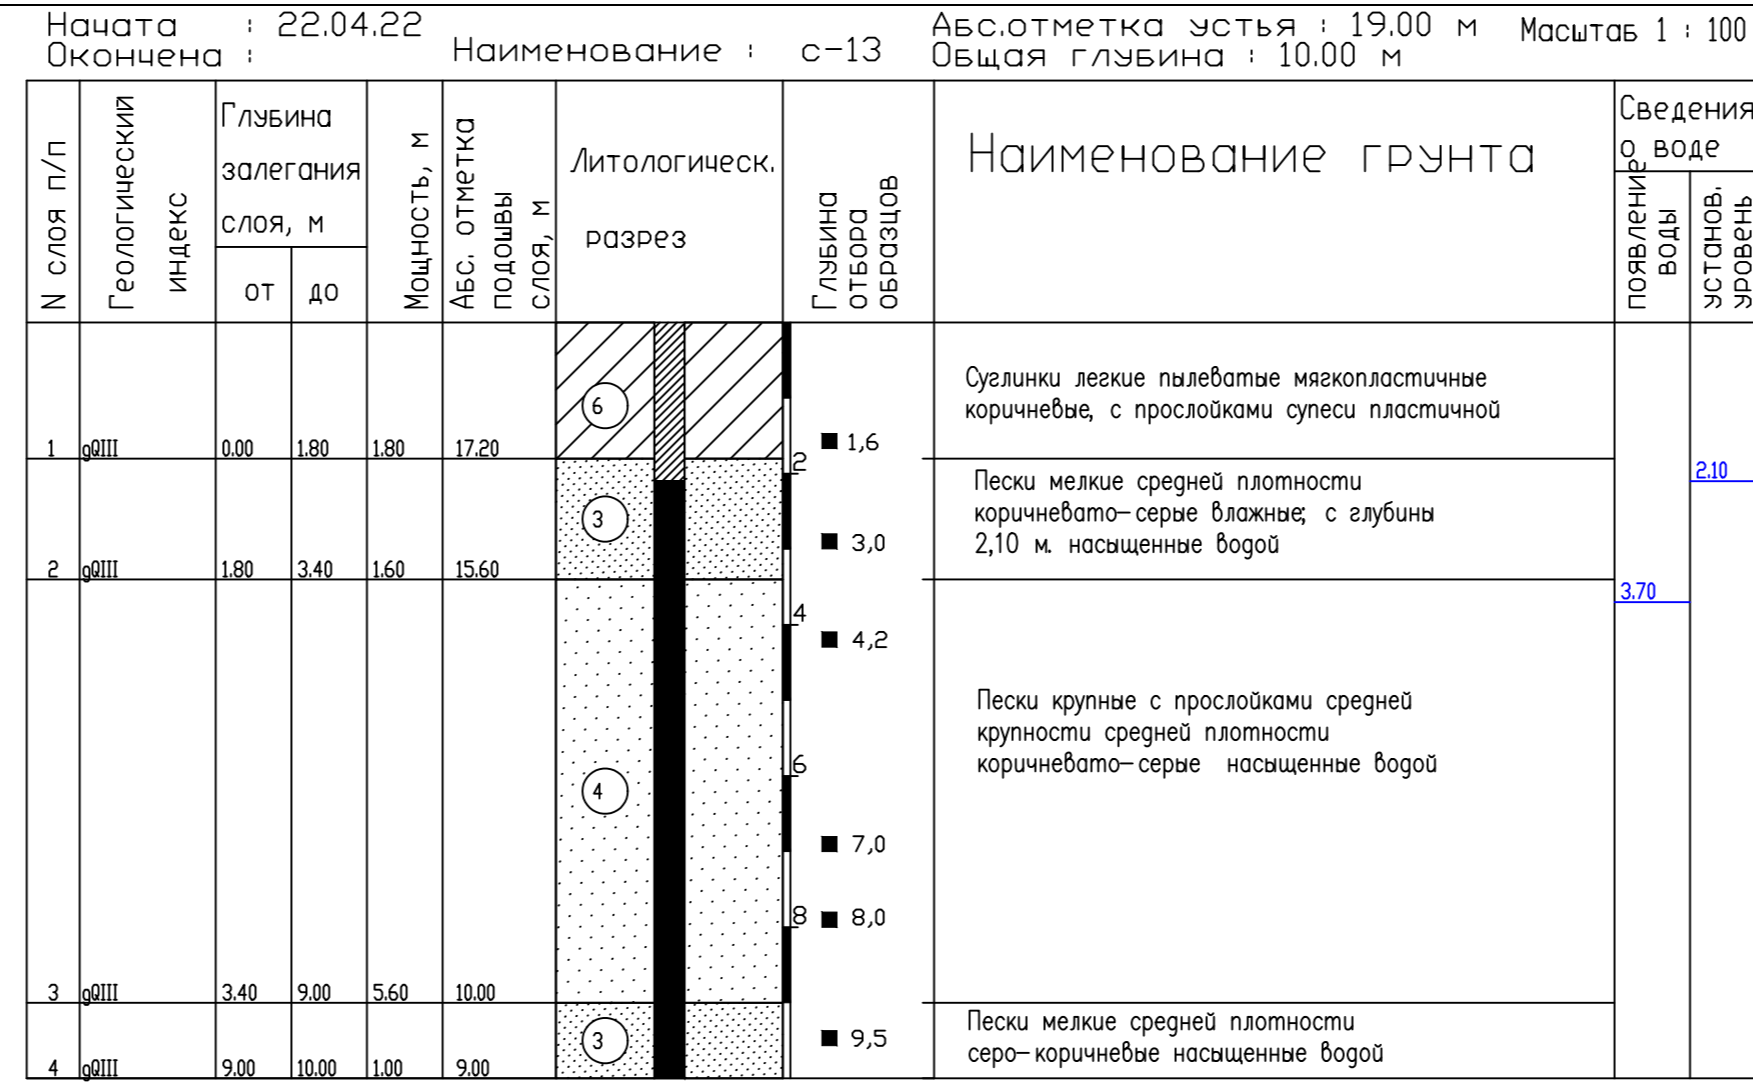 Начата : 22.04.22
Окончена :
Наименование : с-13
Абс.отметка устья : 19.00 м
Общая глубина : 10.00 м
Масштаб 1 : 100
N слоя п/п
Геологический
индекс
Глубина
залегания
слоя, м
от
до
Мощность, м
Абс. отметка
подошвы
слоя, м
Литологическ.
разрез
Глубина
отбора
образцов
Наименование грунта
Сведения
о воде
появление
воды
установ.
уровень
6
Суглинки легкие пылеватые мягкопластичные
коричневые, с прослойками супеси пластичной
1 gQIII 0.00 1.80 1.80 17.20
1,6
2
2.10
3
Пески мелкие средней плотности
коричневато-серые влажные; с глубины
2,10 м. насыщенные водой
3,0
2 gQIII 1.80 3.40 1.60 15.60
3.70
4
4,2
Пески крупные с прослойками средней
крупности средней плотности
коричневато-серые насыщенные водой
6
4
7,0
8
8,0
3 gQIII 3.40 9.00 5.60 10.00
3
Пески мелкие средней плотности
серо-коричневые насыщенные водой
9,5
4 gQIII 9.00 10.00 1.00 9.00